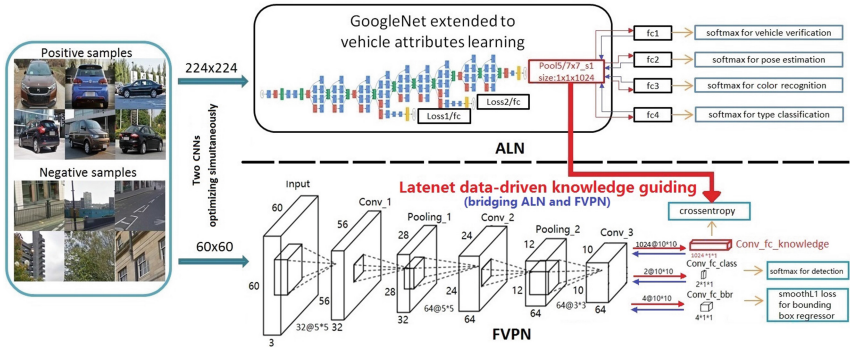 Positive samples
Negative samples
224x224
Two CNNs
optimizing simultaneously
60x60
GoogleNet extended to
vehicle attributes learning
Loss1/fc
Loss2/fc
Pool5/7x7_s1
size:1x1x1024
fc1
softmax for vehicle verification
fc2
softmax for pose estimation
fc3
softmax for color recognition
fc4
softmax for type classification
ALN
Latenet data-driven knowledge guiding
(bridging ALN and FVPN)
crossentropy
Input
60
60
3
32@5*5
Conv_1
56
56
32
Pooling_1
28
28
32
64@5*5
Conv_2
24
24
64
Pooling_2
12
12
64
64@3*3
Conv_3
10
10
64
1024@10*10
Conv_fc_knowledge
1024 *1*1
2@10*10
Conv_fc_class
2*1*1
softmax for detection
4@10*10
Conv_fc_bbr
4*1*1
smoothL1 loss
for bounding
box regressor
FVPN